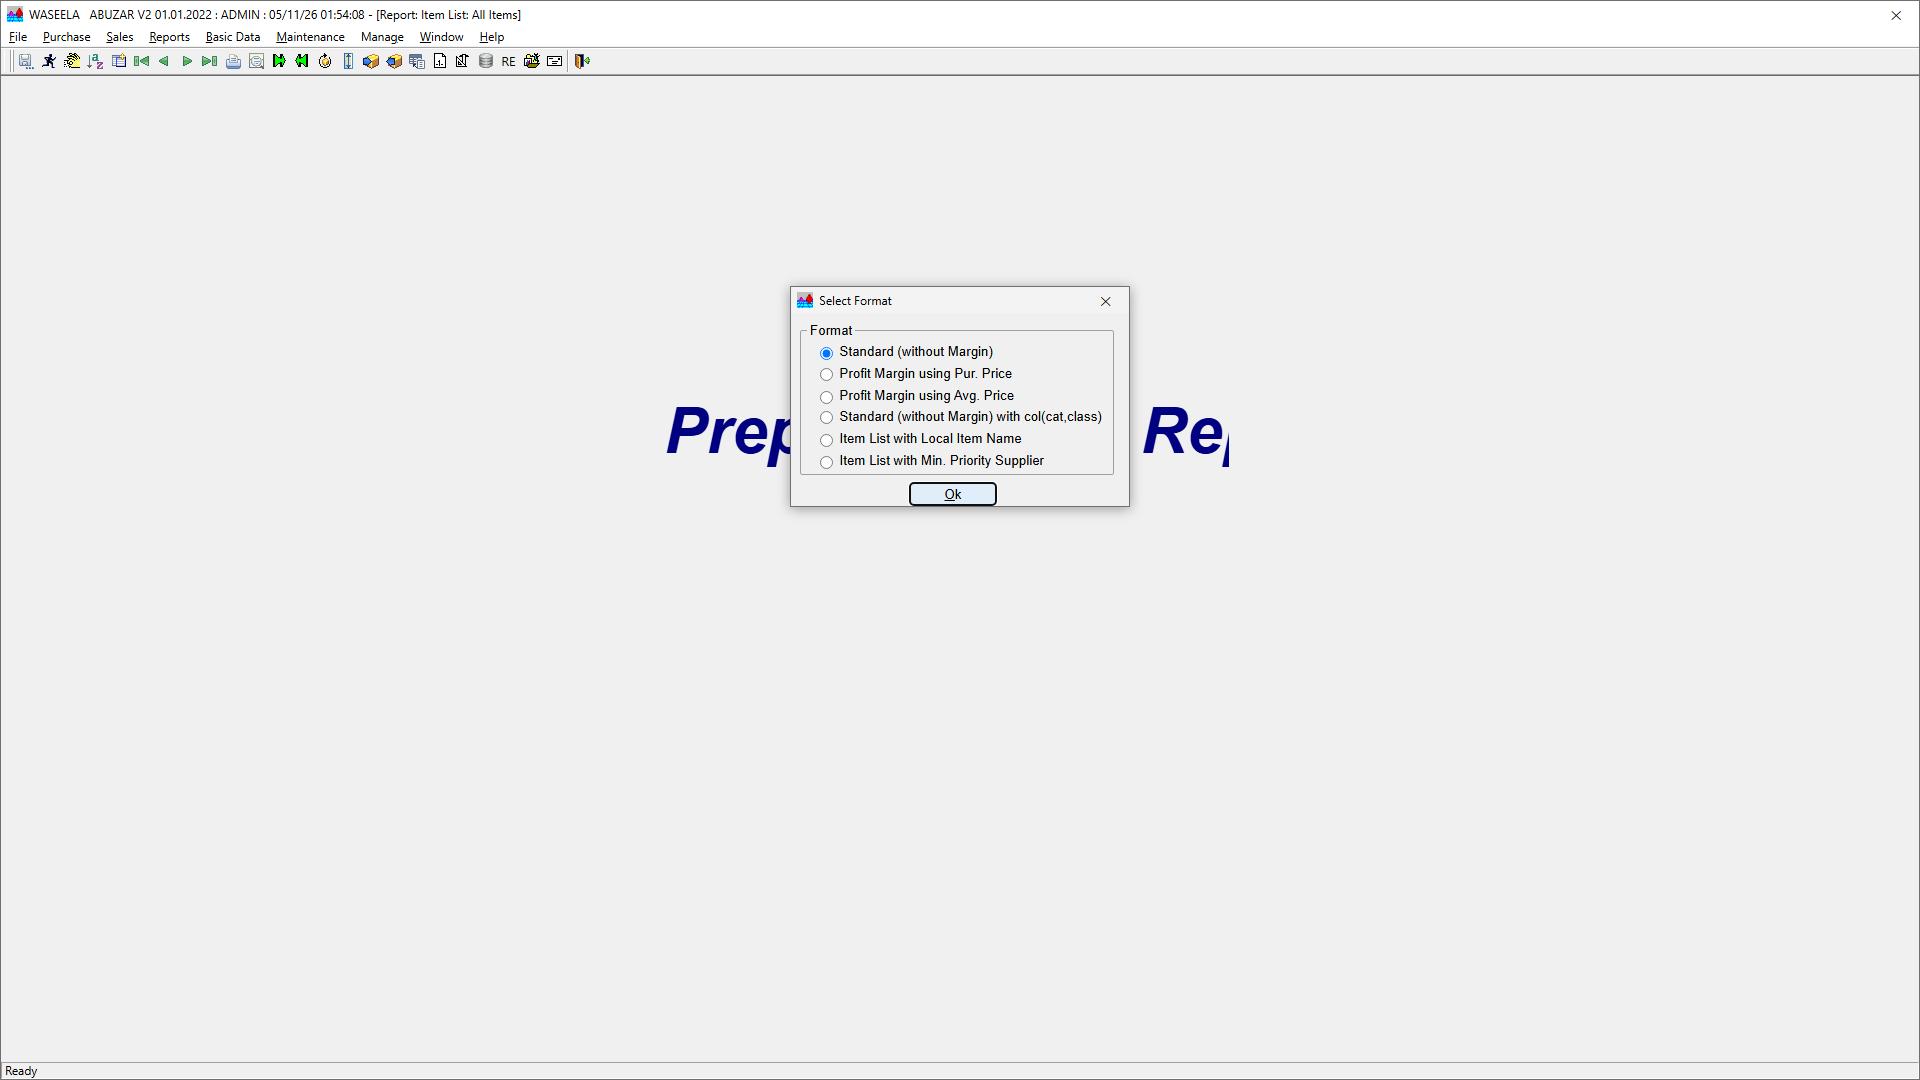 WASEELA   ABUZAR V2 01.01.2022 : ADMIN : 05/11/26 01:54:08 - [Report: Item List: All Items]
File Purchase Sales Reports Basic Data Maintenance Manage Window Help
RE
Select Format
Format
Standard (without Margin)
Profit Margin using Pur. Price
Profit Margin using Avg. Price
Standard (without Margin) with col(cat,class)
Item List with Local Item Name
Item List with Min. Priority Supplier
Ok
Ready